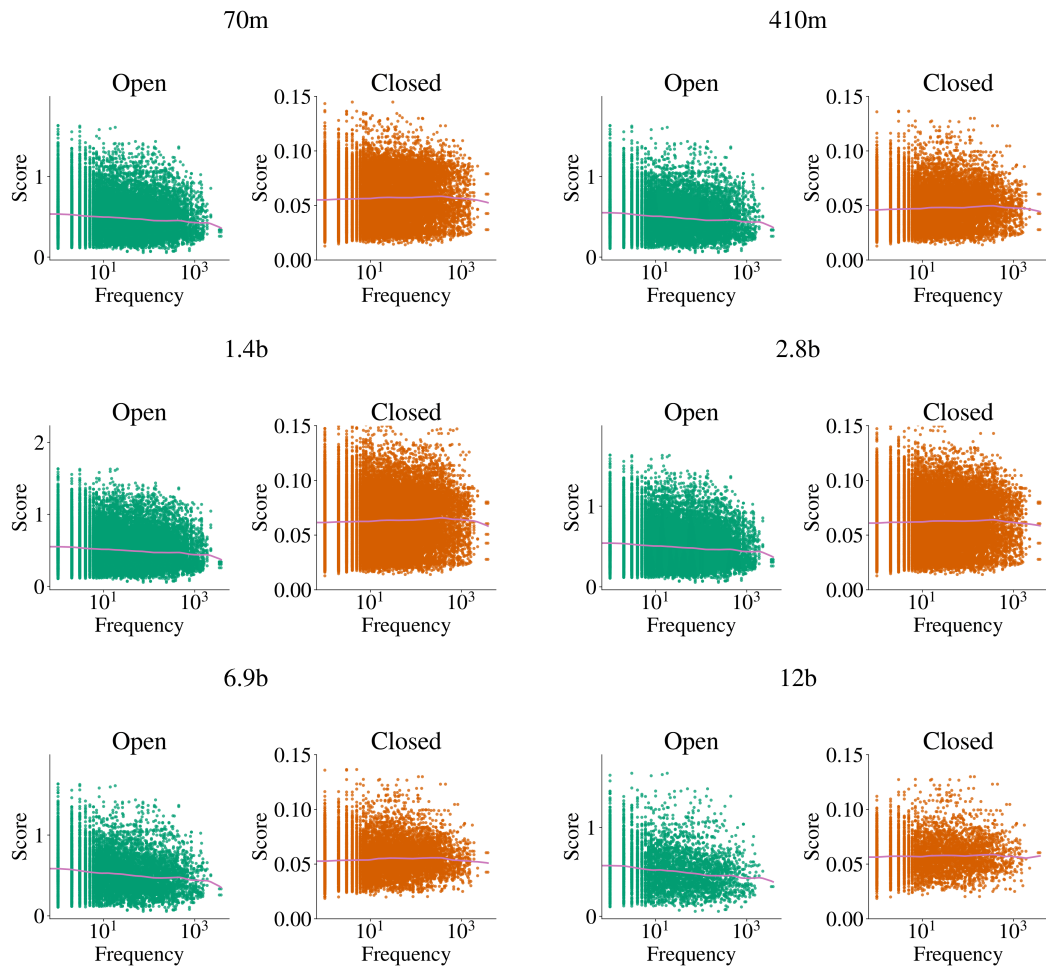 70m
410m
Open
Closed
Open
Closed
Score
1
0
10¹ 10³
Frequency
Score
0.15
0.10
0.05
0.00
10¹ 10³
Frequency
Score
1
0
10¹ 10³
Frequency
Score
0.15
0.10
0.05
0.00
10¹ 10³
Frequency
1.4b
2.8b
Open
Closed
Open
Closed
Score
2
1
0
10¹ 10³
Frequency
Score
0.15
0.10
0.05
0.00
10¹ 10³
Frequency
Score
1
0
10¹ 10³
Frequency
Score
0.15
0.10
0.05
0.00
10¹ 10³
Frequency
6.9b
12b
Open
Closed
Open
Closed
Score
1
0
10¹ 10³
Frequency
Score
0.15
0.10
0.05
0.00
10¹ 10³
Frequency
Score
1
0
10¹ 10³
Frequency
Score
0.15
0.10
0.05
0.00
10¹ 10³
Frequency